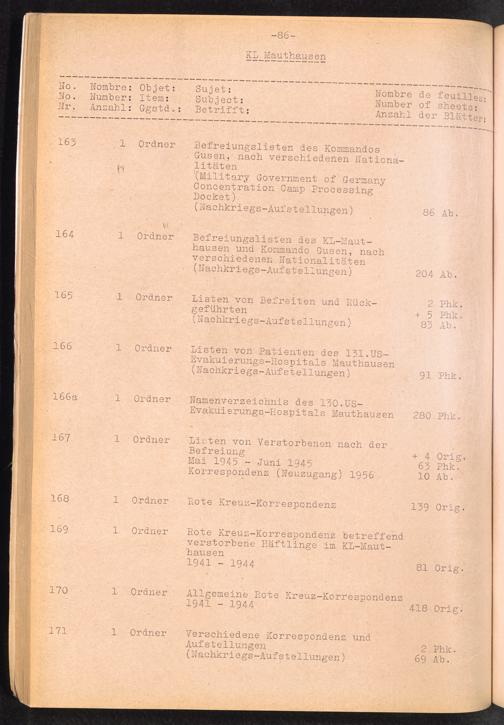 -86-
KL Mauthausen
No. Nombre: Objet: Sujet: Nombre de feuilles:
No. Number: Item: Subject: Number of sheets:
Nr. Anzahl: Ggstd.: Betrifft: Anzahl der Blätter:
163 1 Ordner Befreiungslisten des Kommandos
Gusen, nach verschiedenen Nationa-
litäten
(Military Government of Germany
Concentration Camp Processing
Docket)
(Nachkriegs-Aufstellungen) 86 Ab.
164 1 Ordner Befreiungslisten des KL-Maut-
hausen und Kommando Gusen, nach
verschiedenen Nationalitäten
(Nachkriegs-Aufstellungen) 204 Ab.
165 1 Ordner Listen von Befreiten und Rück- 2 Phk.
geführten + 5 Phk.
(Nachkriegs-Aufstellungen) 83 Ab.
166 1 Ordner Listen von Patienten des 131.US-
Evakuierungs-Hospitals Mauthausen
(Nachkriegs-Aufstellungen) 91 Phk.
166a 1 Ordner Namenverzeichnis des 130.US-
Evakuierungs-Hospitals Mauthausen 280 Phk.
167 1 Ordner Listen von Verstorbenen nach der
Befreiung + 4 Orig.
Mai 1945 - Juni 1945 63 Phk.
Korrespondenz (Neuzugang) 1956 10 Ab.
168 1 Ordner Rote Kreuz-Korrespondenz 139 Orig.
169 1 Ordner Rote Kreuz-Korrespondenz betreffend
verstorbene Häftlinge im KL-Maut-
hausen
1941 - 1944 81 Orig.
170 1 Ordner Allgemeine Rote Kreuz-Korrespondenz
1941 - 1944 418 Orig.
171 1 Ordner Verschiedene Korrespondenz und
Aufstellungen 2 Phk.
(Nachkriegs-Aufstellungen) 69 Ab.